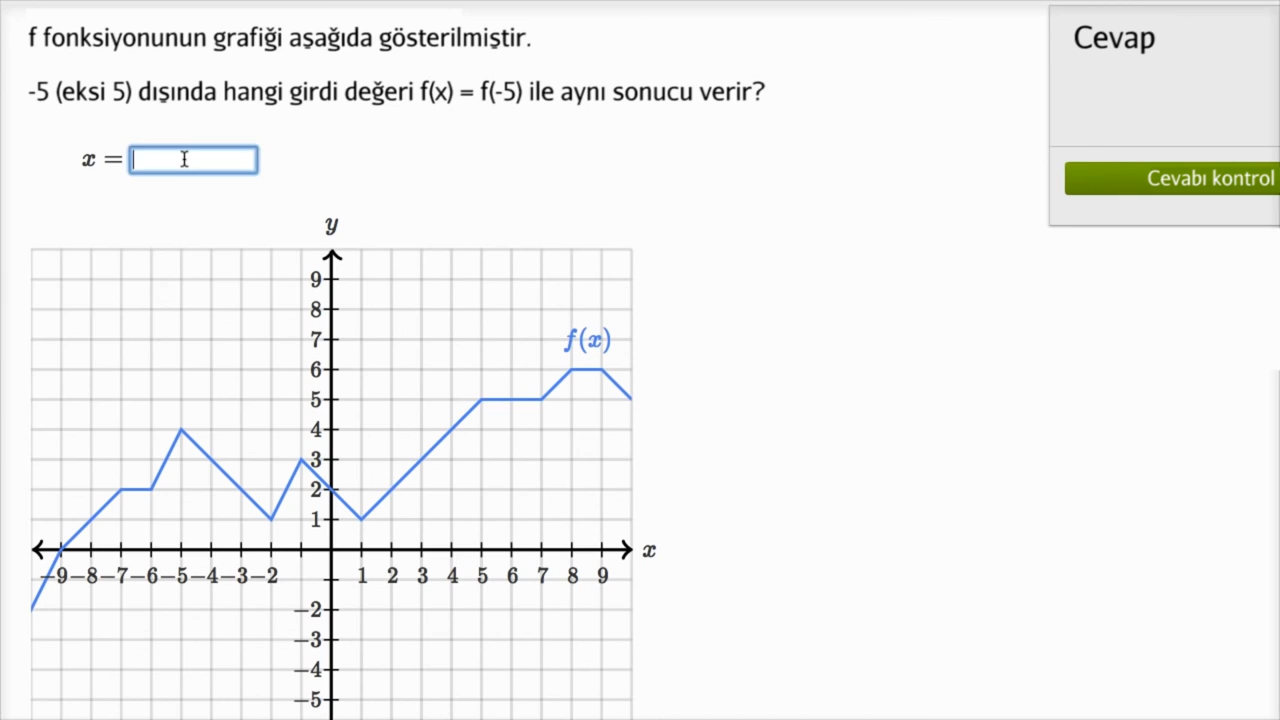 f fonksiyonunun grafiği aşağıda gösterilmiştir.
Cevap
-5 (eksi 5) dışında hangi girdi değeri f(x) = f(-5) ile aynı sonucu verir?
x =
Cevabı kontrol
y
9
8
7
f(x)
6
5
4
3
2
1
x
−9 −8 −7 −6 −5 −4 −3 −2 1 2 3 4 5 6 7 8 9
−2
−3
−4
−5